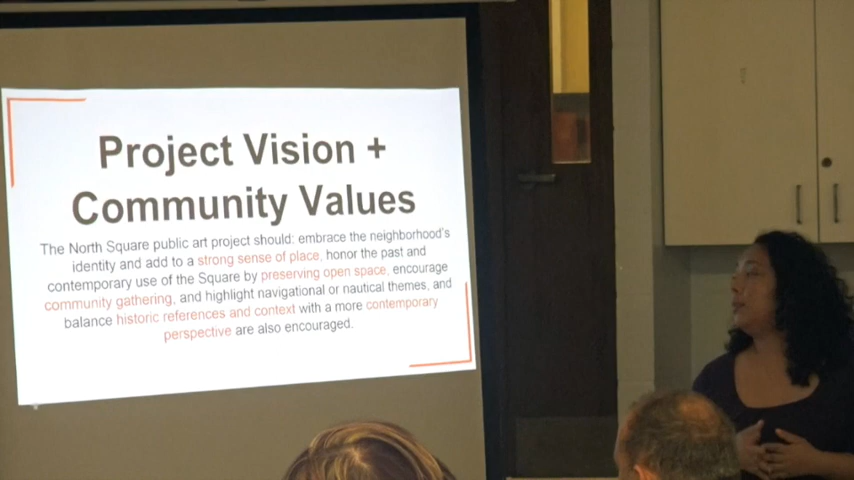 Project Vision +
Community Values
The North Square public art project should: embrace the neighborhood's
identity and add to a strong sense of place, honor the past and
contemporary use of the Square by preserving open space, encourage
community gathering, and highlight navigational or nautical themes, and
balance historic references and context with a more contemporary
perspective are also encouraged.